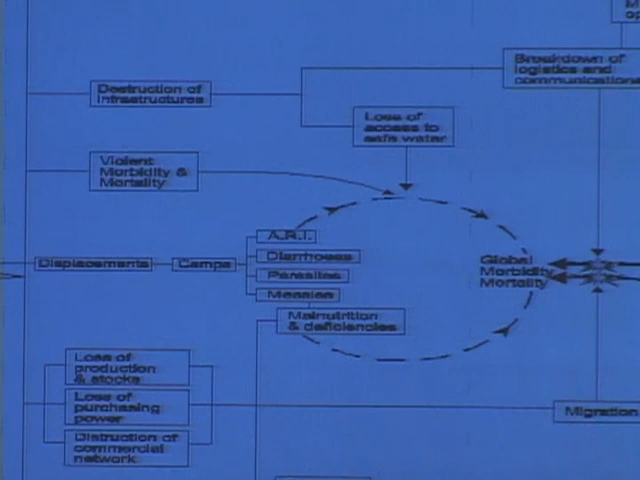 Breakdown of
logistics and
communications
Destruction of
infrastructures
Loss of
access to
safe water
Violent
Morbidity &
Mortality
A.R.I.
Diarrhoeas
Displacements
Camps
Parasites
Measles
Global
Morbidity
Mortality
Malnutrition
& deficiencies
Loss of
production
& stocks
Loss of
purchasing
power
Migration
Distruction of
commercial
network